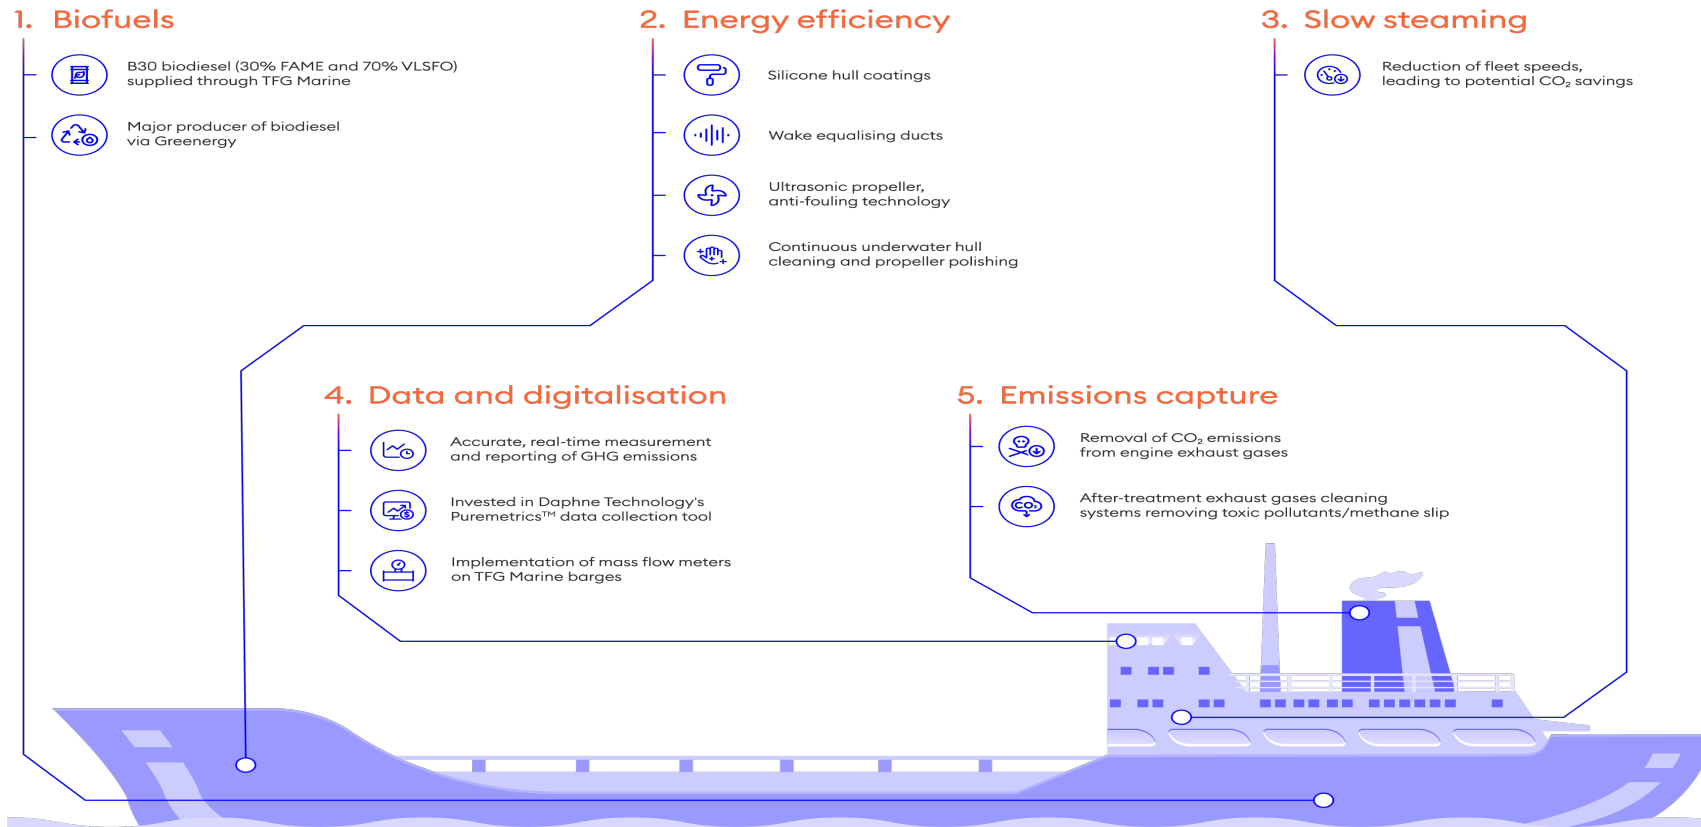 1. Biofuels
B30 biodiesel (30% FAME and 70% VLSFO)
supplied through TFG Marine
Major producer of biodiesel
via Greenergy
2. Energy efficiency
Silicone hull coatings
Wake equalising ducts
Ultrasonic propeller,
anti-fouling technology
Continuous underwater hull
cleaning and propeller polishing
3. Slow steaming
Reduction of fleet speeds,
leading to potential CO₂ savings
4. Data and digitalisation
Accurate, real-time measurement
and reporting of GHG emissions
Invested in Daphne Technology's
Puremetrics™ data collection tool
Implementation of mass flow meters
on TFG Marine barges
5. Emissions capture
Removal of CO₂ emissions
from engine exhaust gases
CO₂
After-treatment exhaust gases cleaning
systems removing toxic pollutants/methane slip